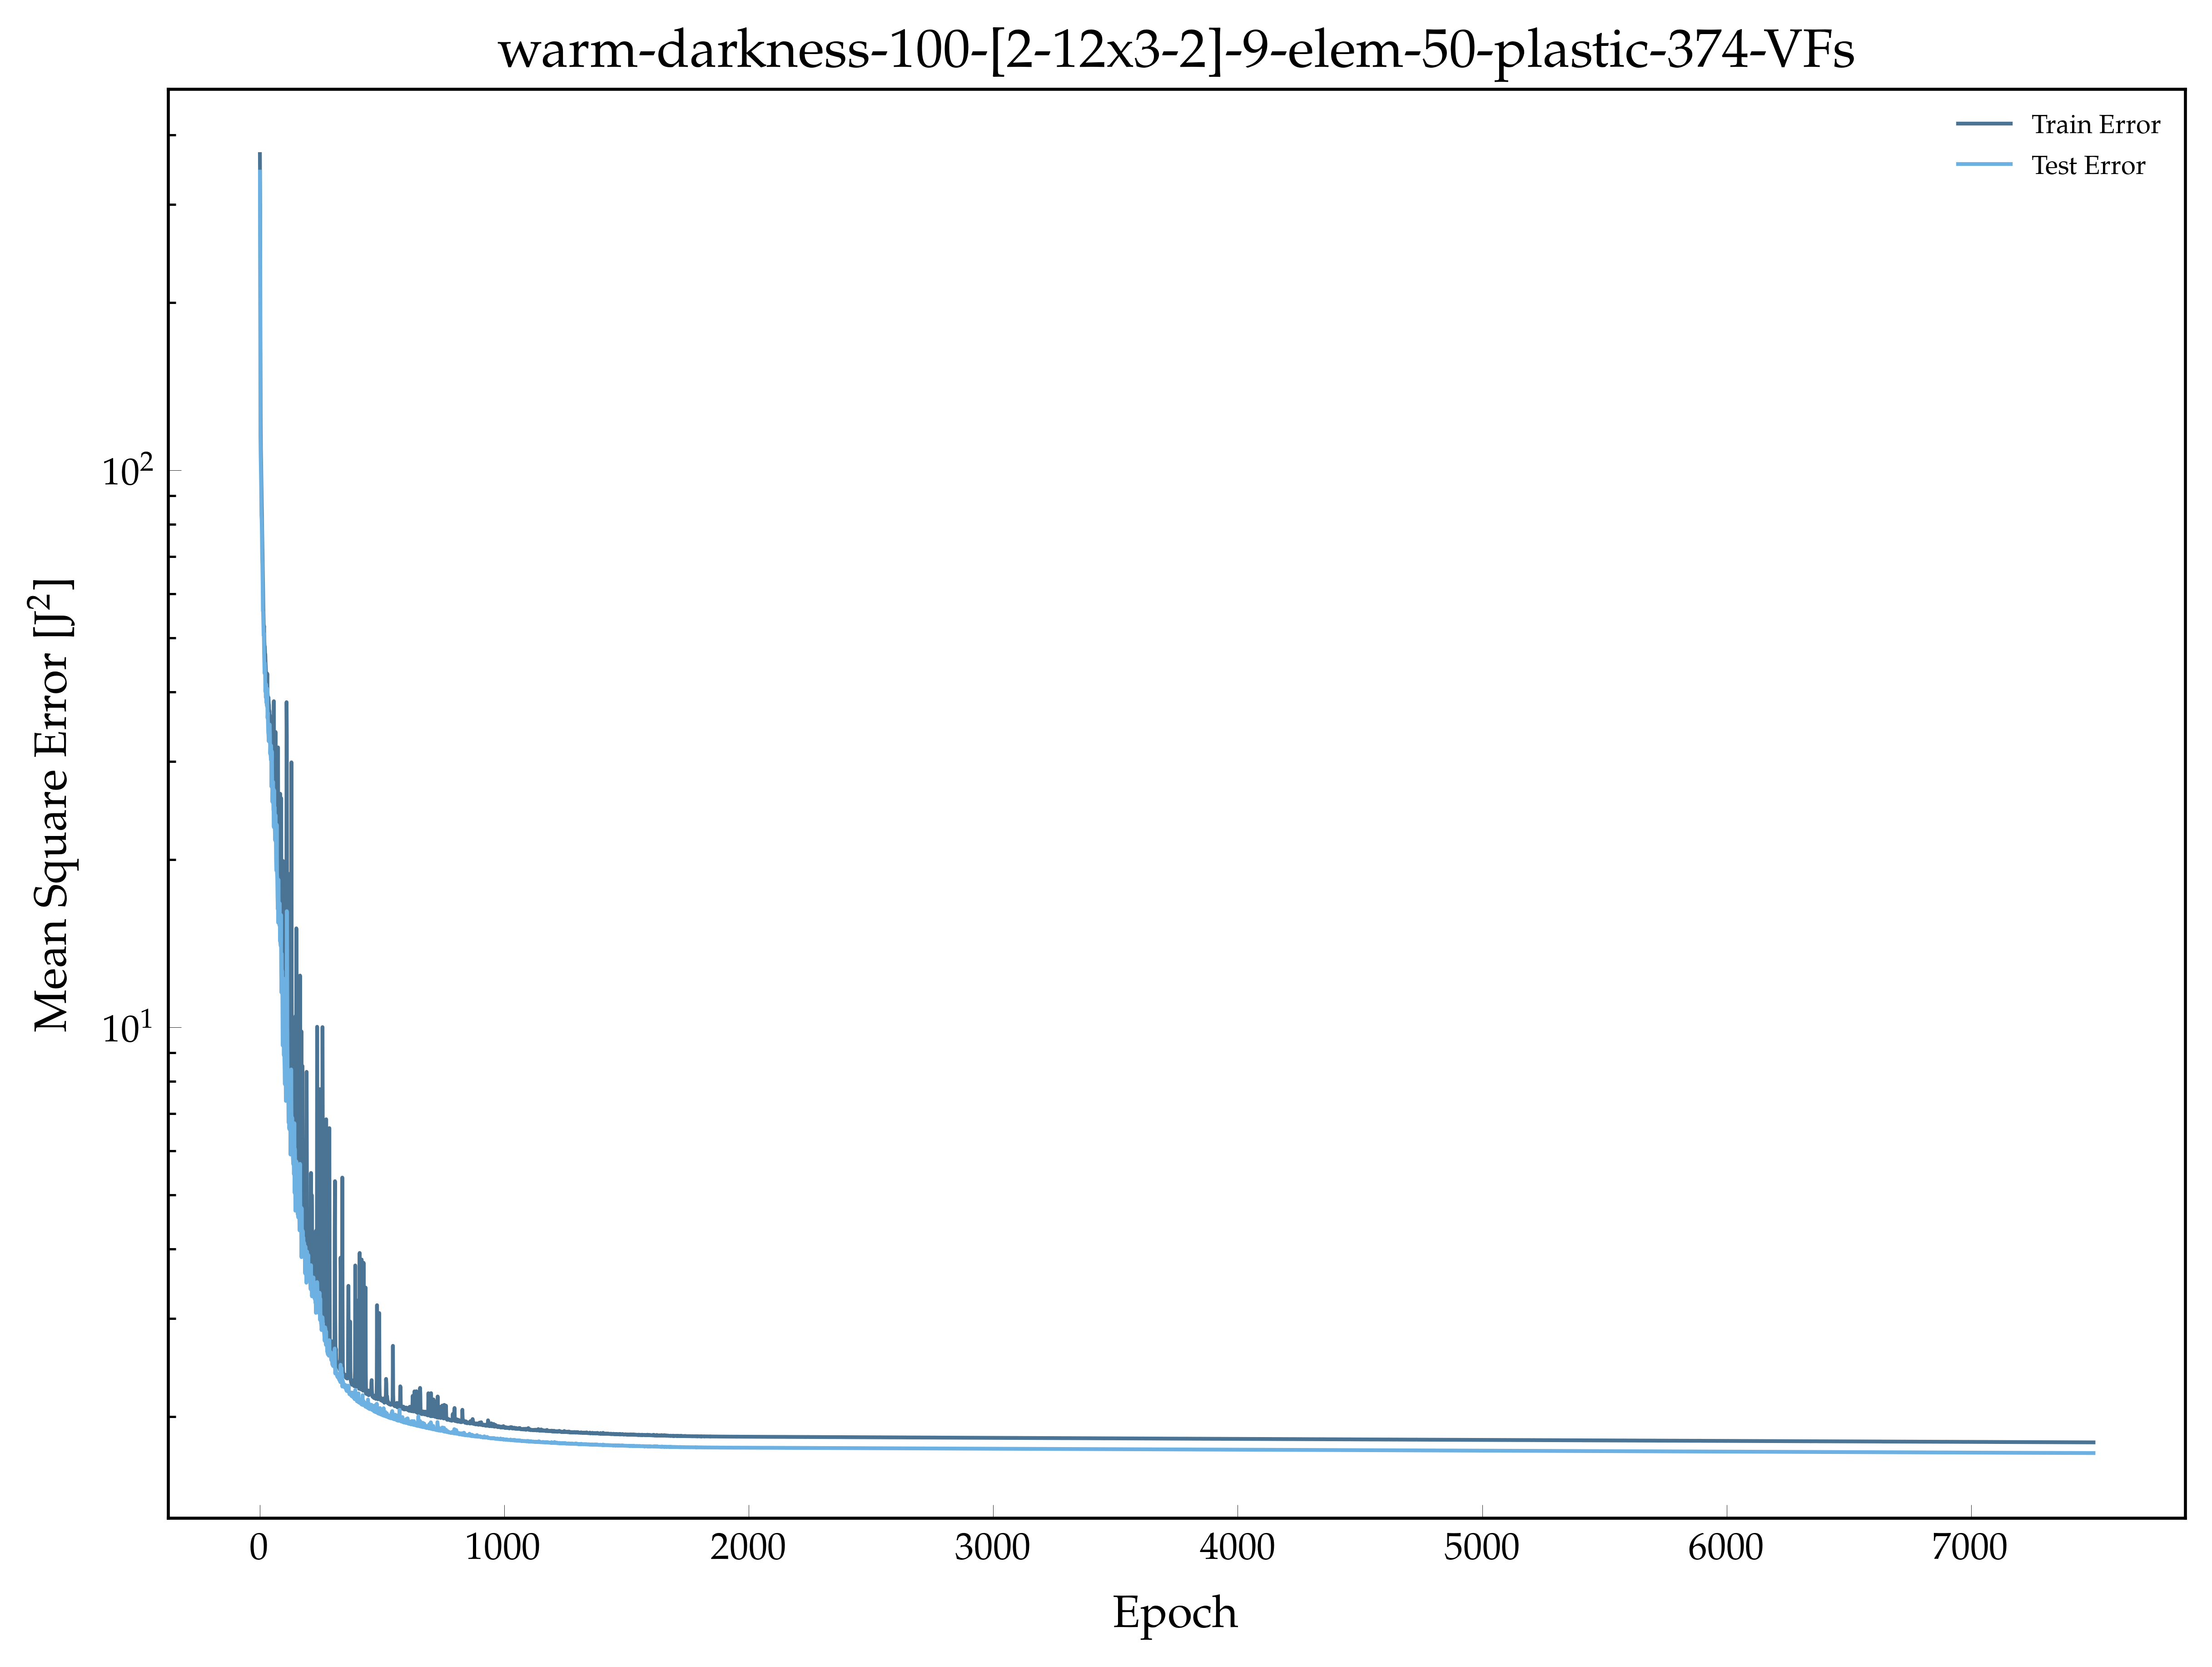 warm-darkness-100-[2-12x3-2]-9-elem-50-plastic-374-VFs
Train Error
Test Error
10²
10¹
Mean Square Error [J²]
0 1000 2000 3000 4000 5000 6000 7000
Epoch